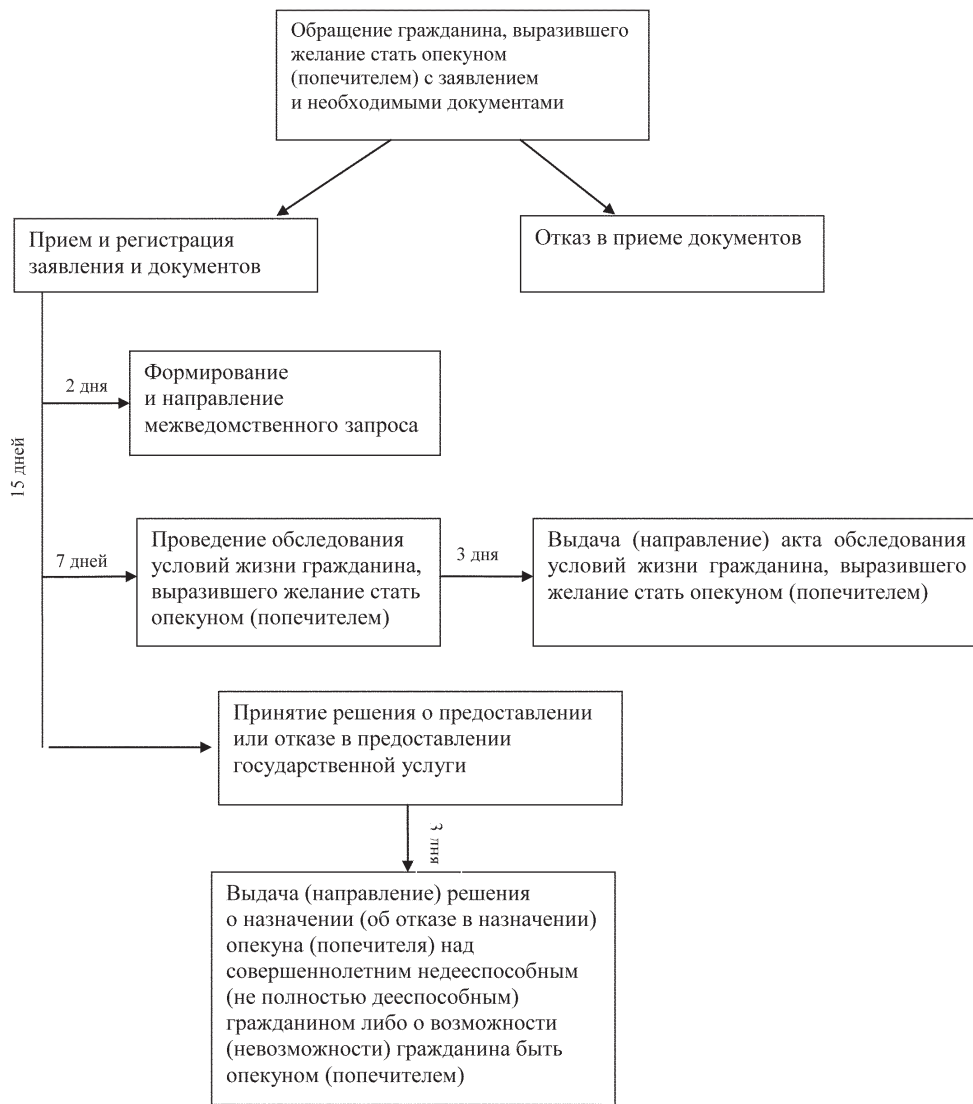 Обращение гражданина, выразившего
желание стать опекуном
(попечителем) с заявлением
и необходимыми документами
Прием и регистрация
заявления и документов
Отказ в приеме документов
15 дней
2 дня
Формирование
и направление
межведомственного запроса
7 дней
Проведение обследования
условий жизни гражданина,
выразившего желание стать
опекуном (попечителем)
3 дня
Выдача (направление) акта обследования
условий жизни гражданина, выразившего
желание стать опекуном (попечителем)
Принятие решения о предоставлении
или отказе в предоставлении
государственной услуги
3 дня
Выдача (направление) решения
о назначении (об отказе в назначении)
опекуна (попечителя) над
совершеннолетним недееспособным
(не полностью дееспособным)
гражданином либо о возможности
(невозможности) гражданина быть
опекуном (попечителем)